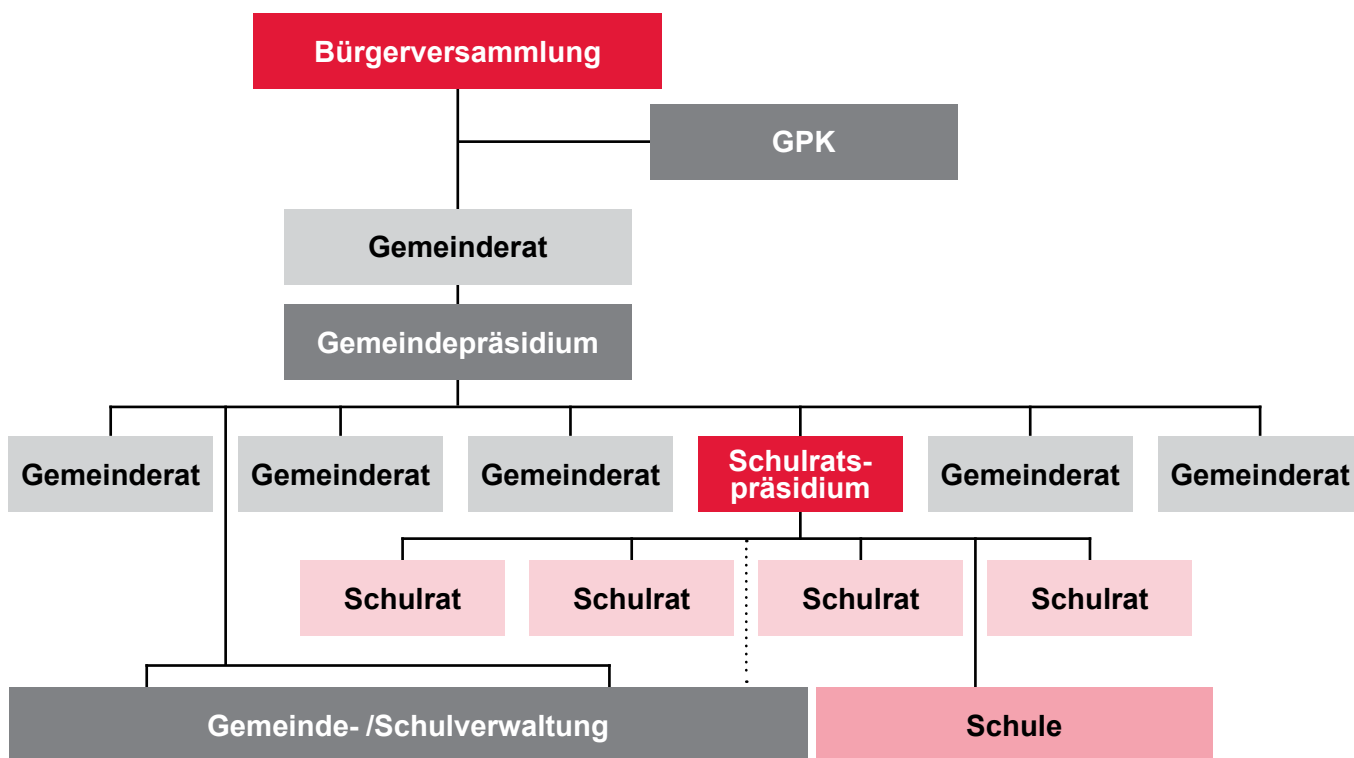 Bürgerversammlung
GPK
Gemeinderat
Gemeindepräsidium
Gemeinderat
Gemeinderat
Gemeinderat
Schulrats-
präsidium
Gemeinderat
Gemeinderat
Schulrat
Schulrat
Schulrat
Schulrat
Gemeinde- /Schulverwaltung
Schule